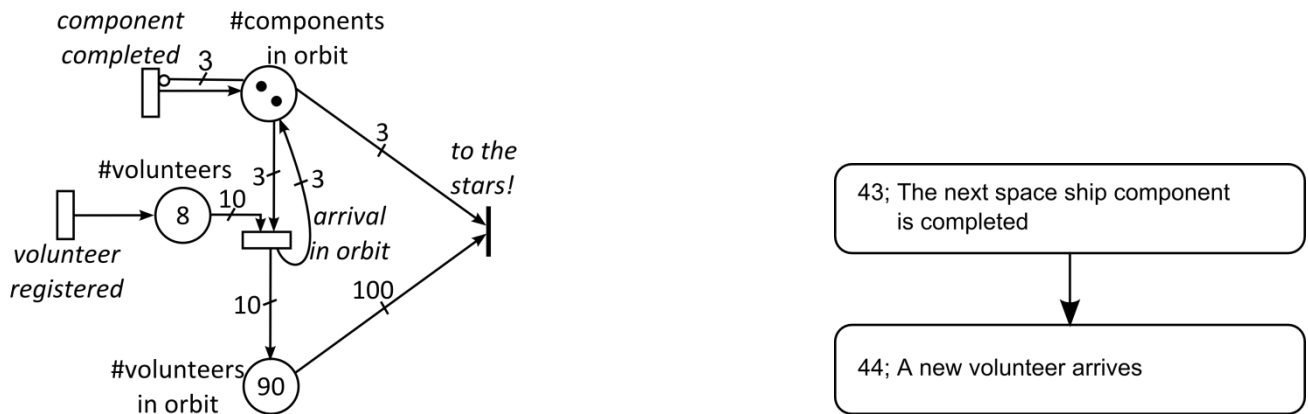 component
completed
#components
in orbit
3
3
to the
stars!
#volunteers
10
3
3
8
arrival
in orbit
volunteer
registered
10
100
#volunteers
in orbit
90
43; The next space ship component
is completed
44; A new volunteer arrives